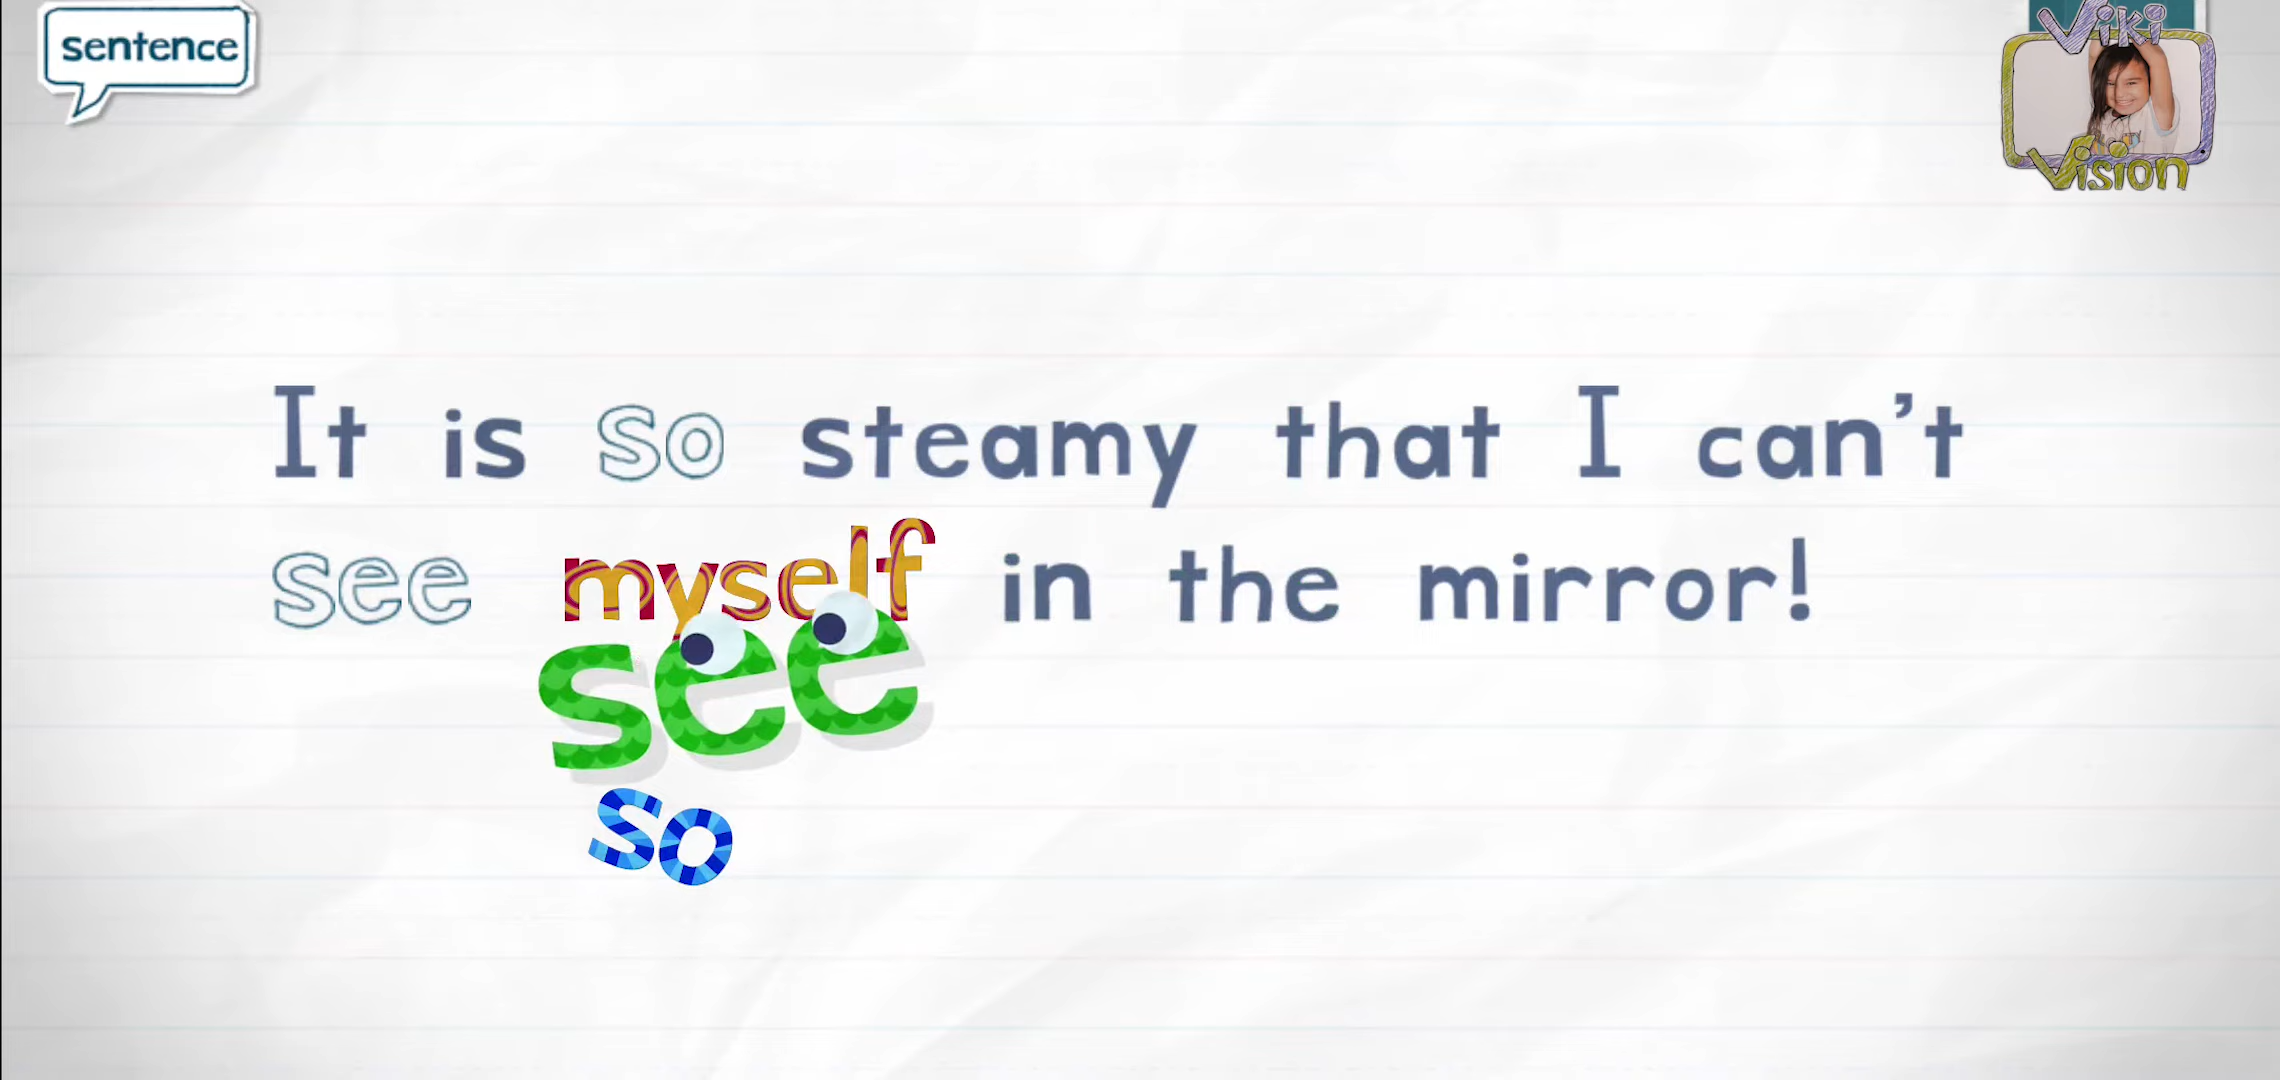 sentence
Viki
Vision
It is so steamy that I can't
see myself in the mirror!
see
so